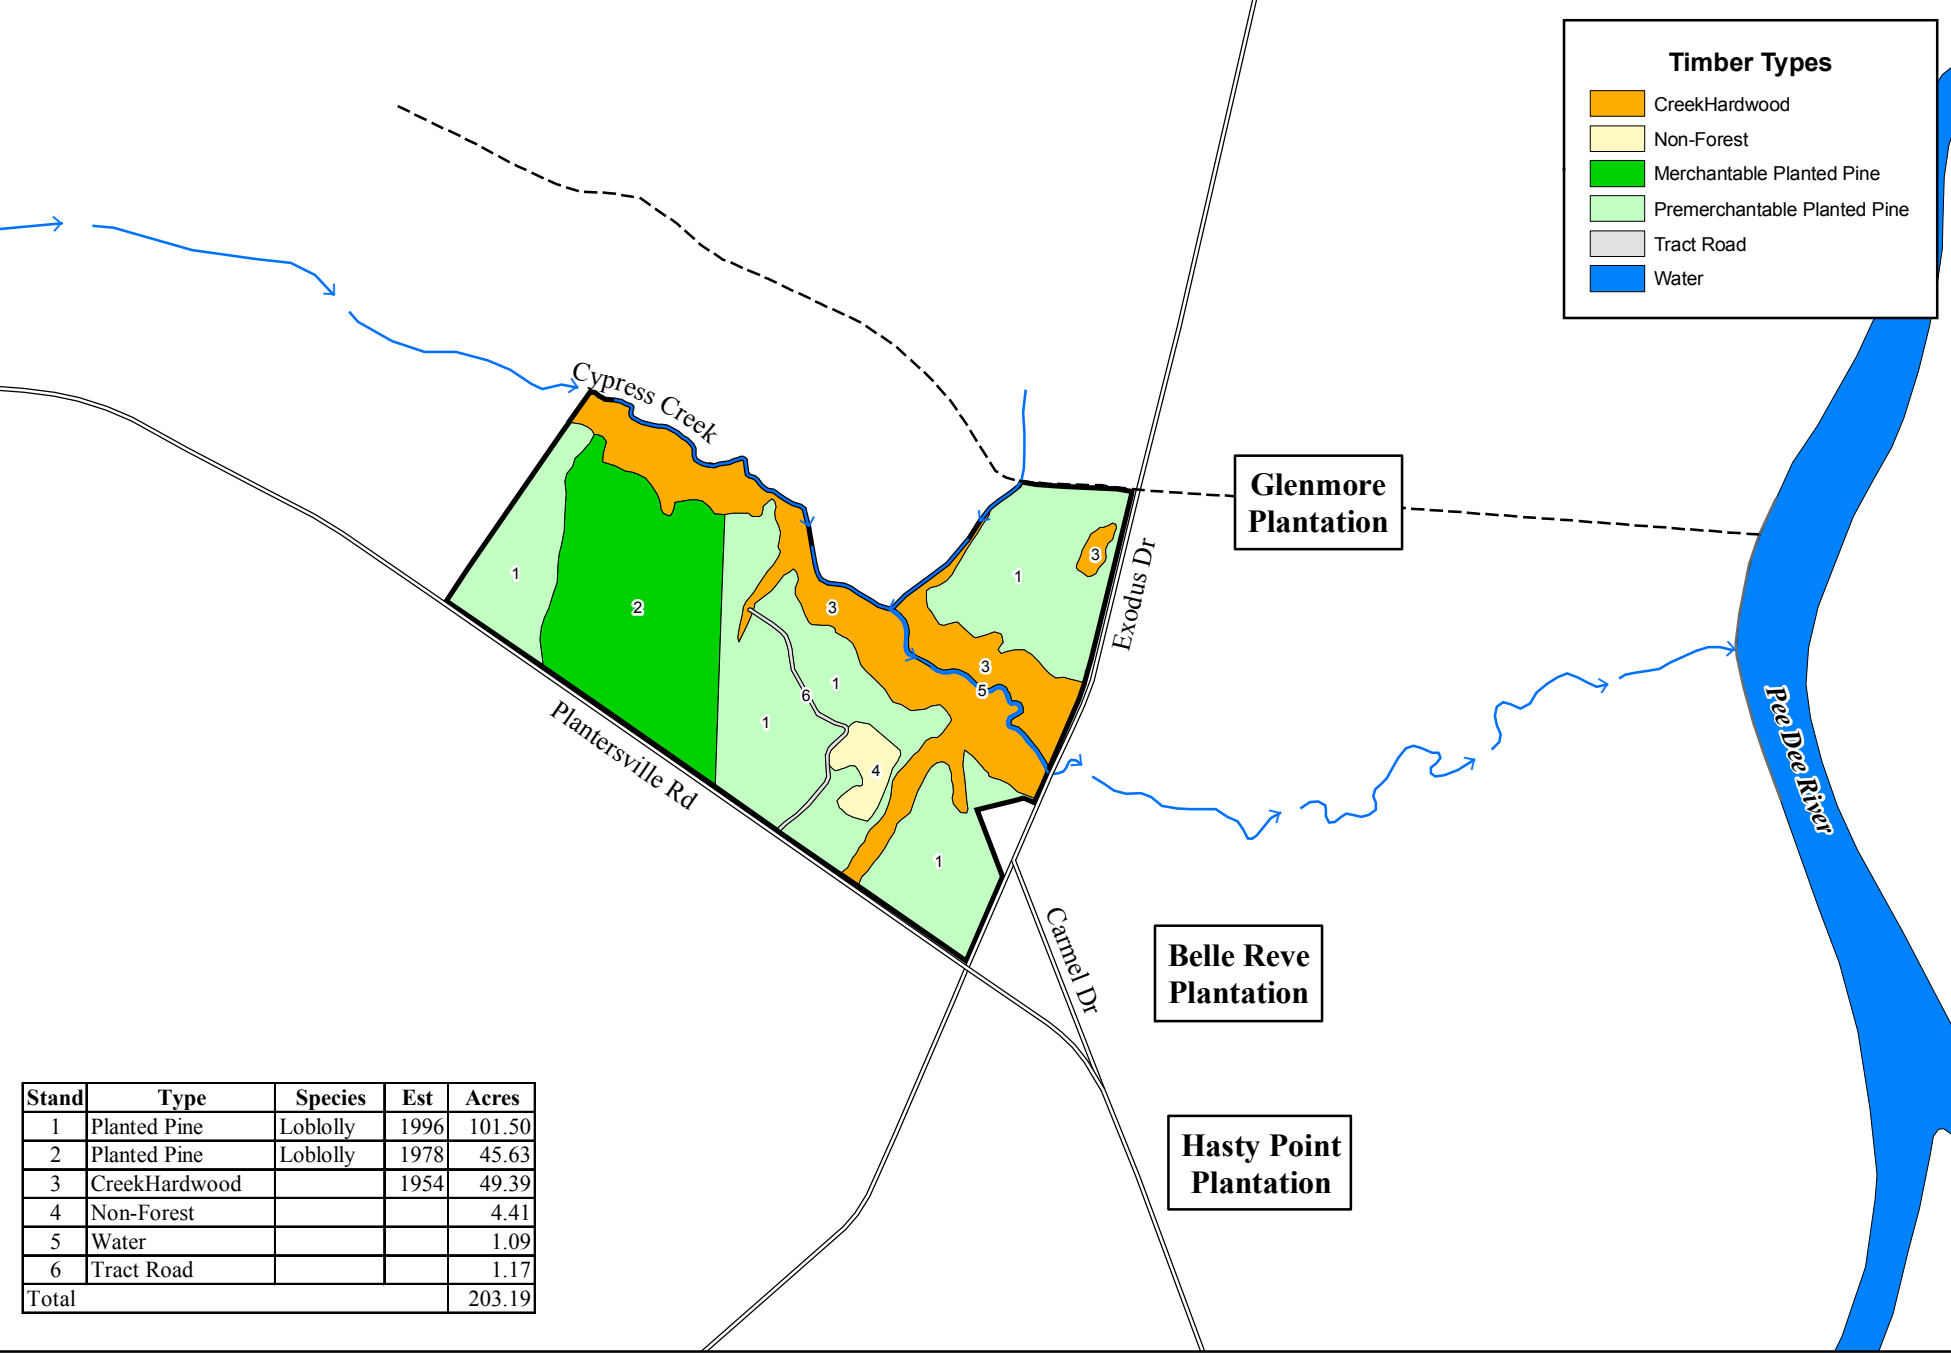 Timber Types
CreekHardwood
Non-Forest
Merchantable Planted Pine
Premerchantable Planted Pine
Tract Road
Water
Cypress Creek
Glenmore
Plantation
Exodus Dr
1
2
3
1
3
3
5
1
6
1
4
1
Plantersville Rd
Pee Dee River
Carmel Dr
Belle Reve
Plantation
Hasty Point
Plantation
Stand Type Species Est Acres
1 Planted Pine Loblolly 1996 101.50
2 Planted Pine Loblolly 1978 45.63
3 CreekHardwood 1954 49.39
4 Non-Forest 4.41
5 Water 1.09
6 Tract Road 1.17
Total 203.19